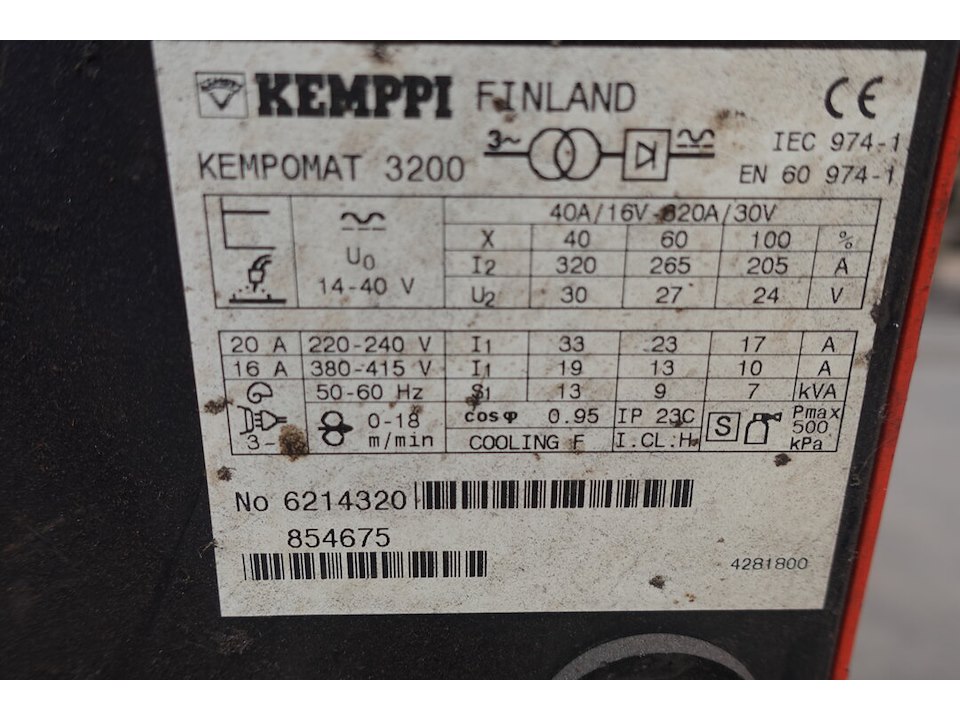 KEMPPI FINLAND CE
KEMPOMAT 3200 3~ IEC 974-1
EN 60 974-1
40A/16V-320A/30V
X 40 60 100 %
U0 I2 320 265 205 A
14-40 V U2 30 27 24 V
20 A 220-240 V I1 33 23 17 A
16 A 380-415 V I1 19 13 10 A
50-60 Hz S1 13 9 7 kVA
0-18 cosφ 0.95 IP 23C S Pmax
500
3~ m/min COOLING F I.CL.H kPa
No 6214320
854675
4281800